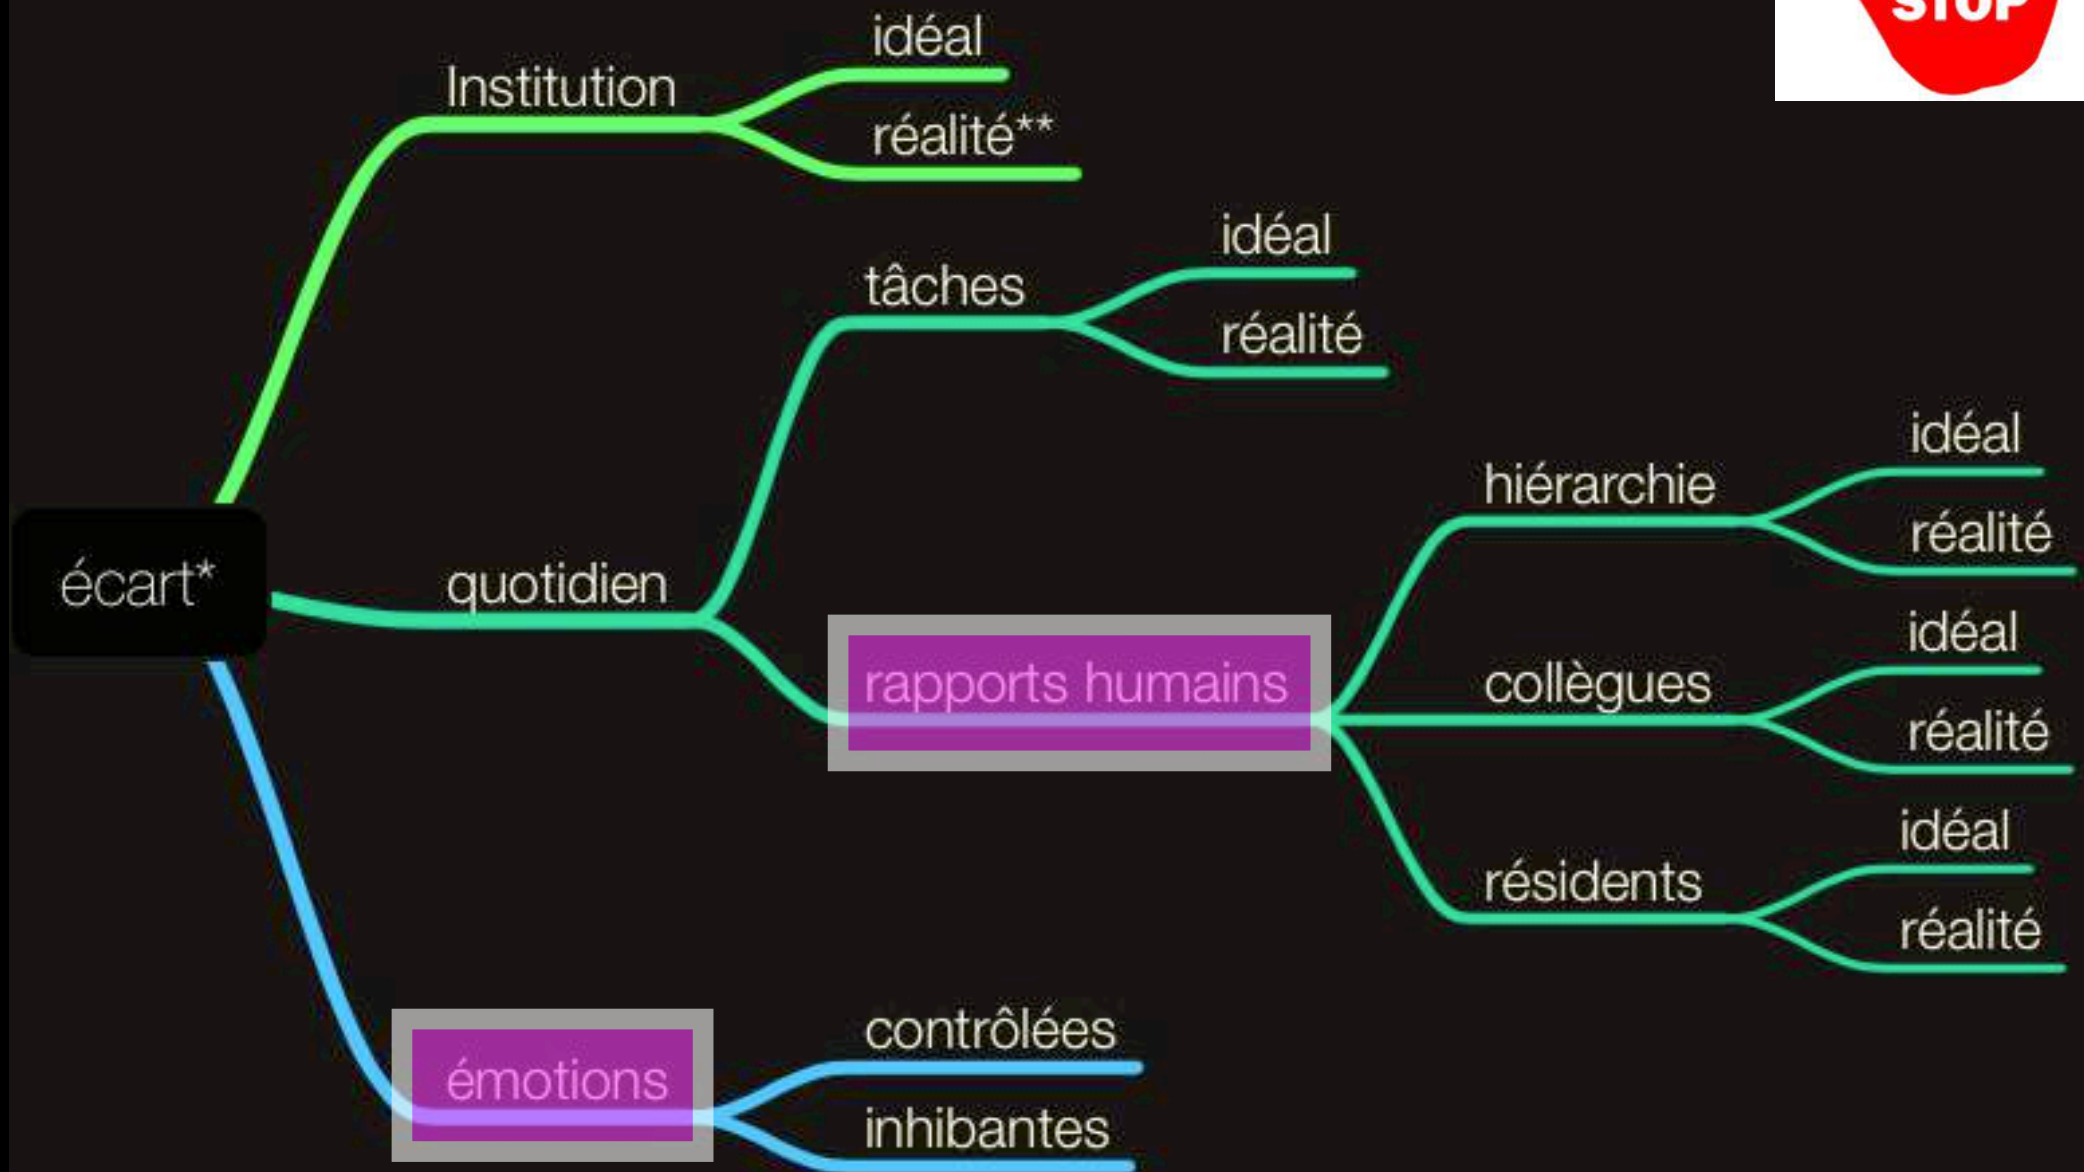 STOP
idéal
Institution
réalité**
idéal
tâches
réalité
idéal
hiérarchie
réalité
écart*
quotidien
idéal
rapports humains
collègues
réalité
idéal
résidents
réalité
contrôlées
émotions
inhibantes